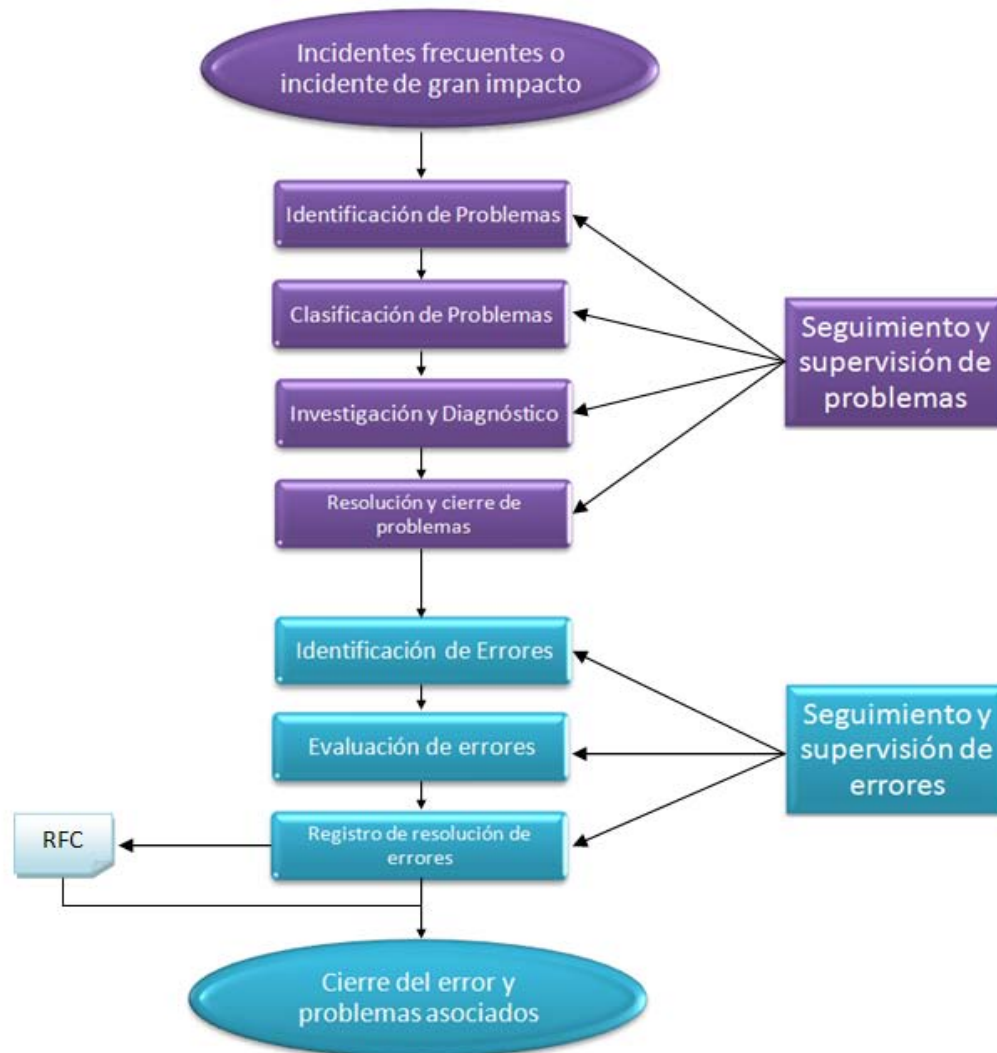 Incidentes frecuentes o
incidente de gran impacto
Identificación de Problemas
Clasificación de Problemas
Investigación y Diagnóstico
Resolución y cierre de
problemas
Seguimiento y
supervisión de
problemas
Identificación de Errores
Evaluación de errores
Registro de resolución de
errores
Seguimiento y
supervisión de
errores
RFC
Cierre del error y
problemas asociados